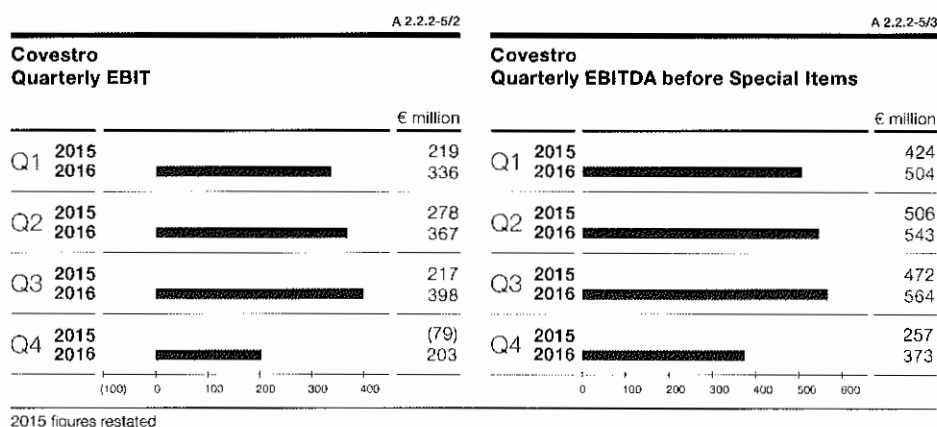 A 2.2.2-5/2
Covestro
Quarterly EBIT
€ million
Q1 2015 219
2016 336
Q2 2015 278
2016 367
Q3 2015 217
2016 398
Q4 2015 (79)
2016 203
(100) 0 100 200 300 400
A 2.2.2-5/3
Covestro
Quarterly EBITDA before Special Items
€ million
Q1 2015 424
2016 504
Q2 2015 506
2016 543
Q3 2015 472
2016 564
Q4 2015 257
2016 373
0 100 200 300 400 500 600
2015 figures restated